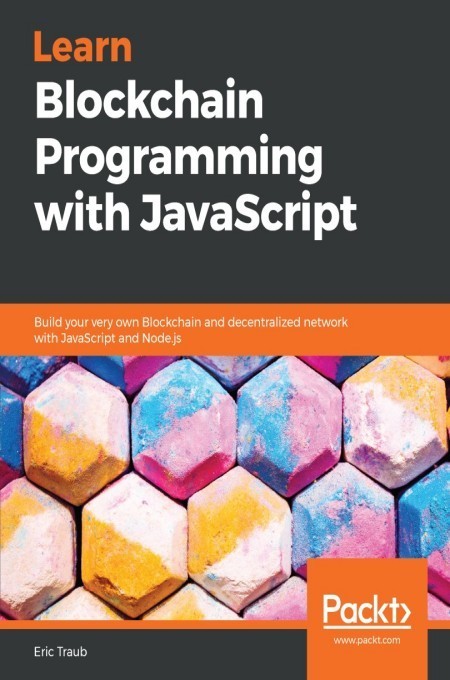 Learn
Blockchain
Programming
with JavaScript
Build your very own Blockchain and decentralized network
with JavaScript and Node.js
Packt>
www.packt.com
Eric Traub